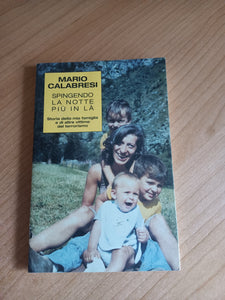 MARIO
CALABRESI
SPINGENDO
LA NOTTE
PIÙ IN LÀ
Storia della mia famiglia
e di altre vittime
del terrorismo